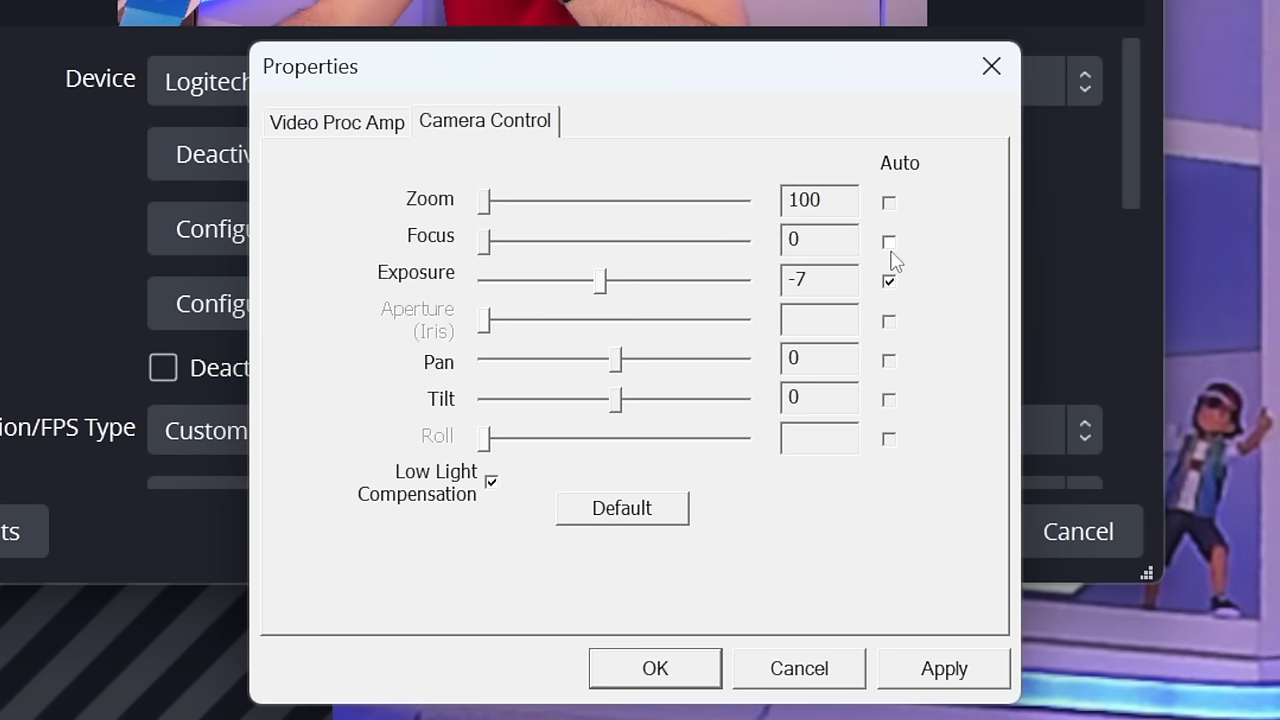 Properties
Device
Logitech
Video Proc Amp
Camera Control
Auto
Zoom
100
Focus
0
Exposure
-7
Aperture
(Iris)
Pan
0
Tilt
0
Roll
Low Light
Compensation
Default
OK
Cancel
Apply
Deactiv
Configu
Configu
Deact
ion/FPS Type
Custom
ts
Cancel